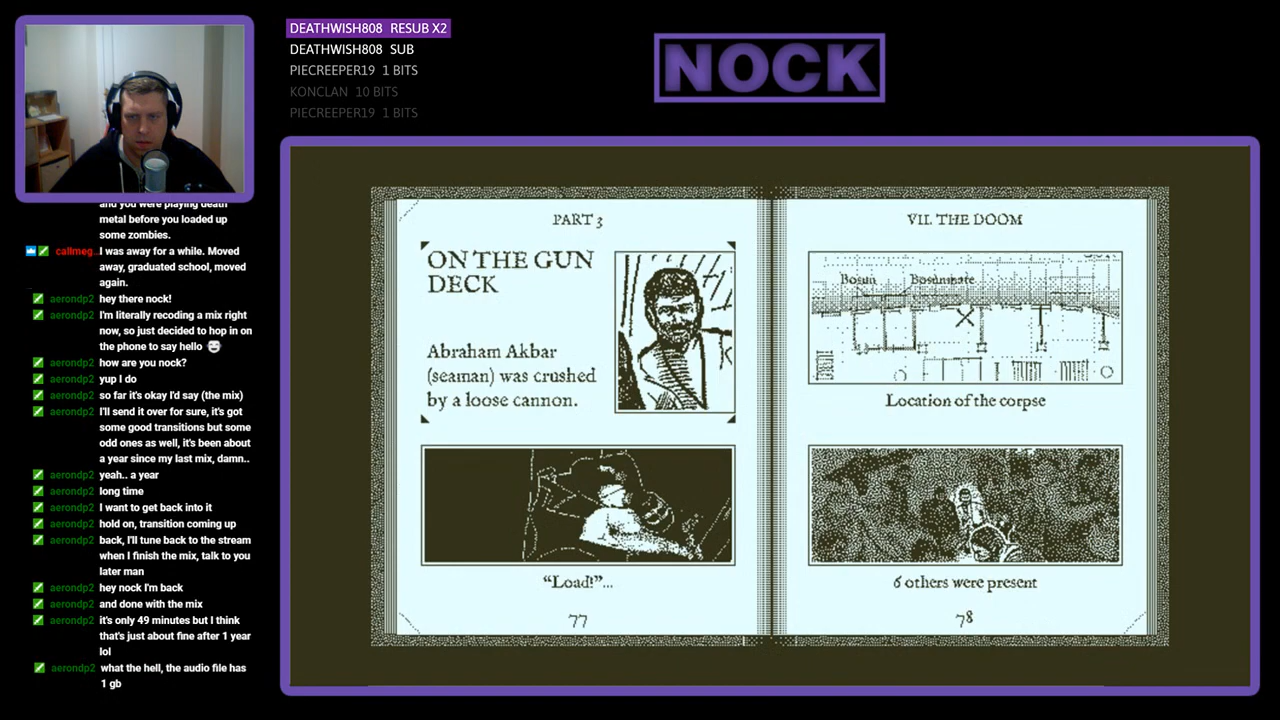 DEATHWISH808 RESUB X2
DEATHWISH808 SUB
PIECREEPER19 1 BITS
KONCLAN 10 BITS
PIECREEPER19 1 BITS
NOCK
and you were playing death
metal before you loaded up
some zombies.
callmeg... I was away for a while. Moved
away, graduated school, moved
again.
aerondp2 hey there nock!
aerondp2 I'm literally recoding a mix right
now, so just decided to hop in on
the phone to say hello
aerondp2 how are you nock?
aerondp2 yup I do
aerondp2 so far it's okay I'd say (the mix)
aerondp2 I'll send it over for sure, it's got
some good transitions but some
odd ones as well, it's been about
a year since my last mix, damn..
aerondp2 yeah.. a year
aerondp2 long time
aerondp2 I want to get back into it
aerondp2 hold on, transition coming up
aerondp2 back, I'll tune back to the stream
when I finish the mix, talk to you
later man
aerondp2 hey nock I'm back
aerondp2 and done with the mix
aerondp2 it's only 49 minutes but I think
that's just about fine after 1 year
lol
aerondp2 what the hell, the audio file has
1 gb
PART 3
ON THE GUN
DECK
Abraham Akbar
(seaman) was crushed
by a loose cannon.
"Load!"...
77
VII. THE DOOM
Bosun Bosunmate
Location of the corpse
6 others were present
78